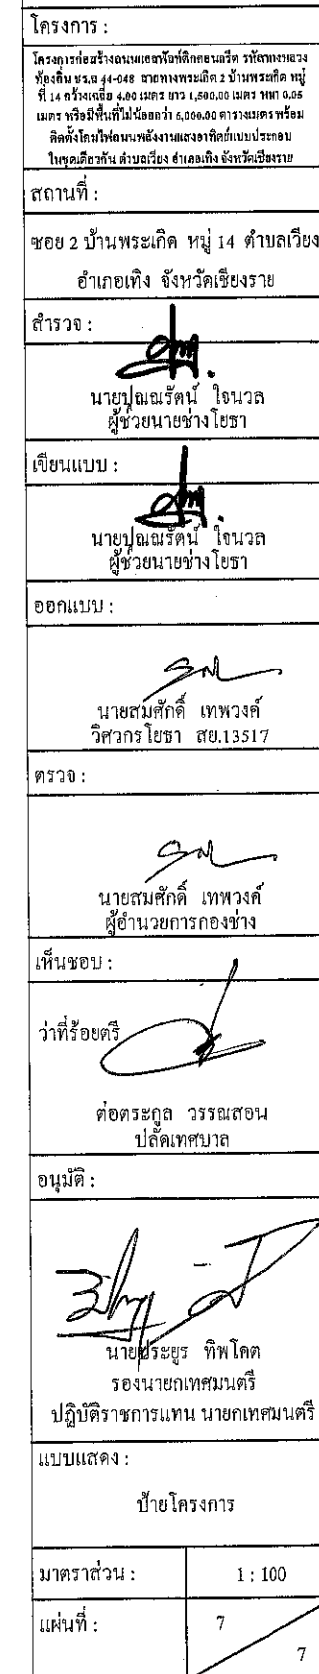 โครงการ :
โครงการก่อสร้างถนนแอสฟัลท์ติกคอนกรีต รหัสทางหลวง
ท้องถิ่น ชร.ถ 44-048 สายทางพระเกิด 2 บ้านพระเกิด หมู่
ที่ 14 กว้างเฉลี่ย 4.00 เมตร ยาว 1,500.00 เมตร หนา 0.05
เมตร หรือมีพื้นที่ไม่น้อยกว่า 6,000.00 ตารางเมตร พร้อม
ติดตั้งโคมไฟถนนพลังงานแสงอาทิตย์แบบประกอบ
ในชุดเดียวกัน ตำบลเวียง อำเภอเทิง จังหวัดเชียงราย
สถานที่ :
ซอย 2 บ้านพระเกิด หมู่ 14 ตำบลเวียง
อำเภอเทิง จังหวัดเชียงราย
สำรวจ :
นายปุณณรัตน์ ใจนวล
ผู้ช่วยนายช่างโยธา
เขียนแบบ :
นายปุณณรัตน์ ใจนวล
ผู้ช่วยนายช่างโยธา
ออกแบบ :
นายสมศักดิ์ เทพวงค์
วิศวกรโยธา สย.13517
ตรวจ :
นายสมศักดิ์ เทพวงค์
ผู้อำนวยการกองช่าง
เห็นชอบ :
ว่าที่ร้อยตรี
ต่อตระกูล วรรณสอน
ปลัดเทศบาล
อนุมัติ :
นายประยูร ทิพโคต
รองนายกเทศมนตรี
ปฏิบัติราชการแทน นายกเทศมนตรี
แบบแสดง :
ป้ายโครงการ
มาตราส่วน : 1 : 100
แผ่นที่ : 7
7